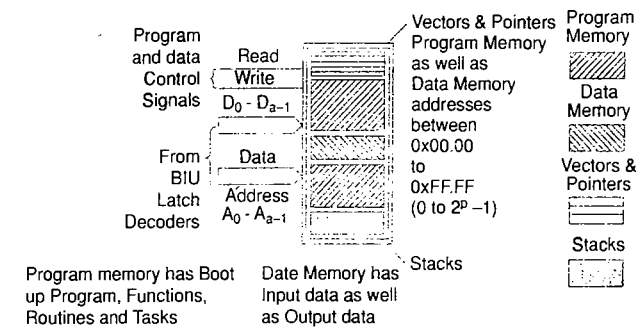 Program
and data
Control
Signals
Read
Write
D0 - Da–1
From
BIU
Latch
Decoders
Data
Address
A0 - Aa–1
Vectors & Pointers
Program Memory
as well as
Data Memory
addresses
between
0x00.00
to
0xFF.FF
(0 to 2^p –1)
Stacks
Program
Memory
Data
Memory
Vectors &
Pointers
Stacks
Program memory has Boot
up Program, Functions,
Routines and Tasks
Date Memory has
Input data as well
as Output data